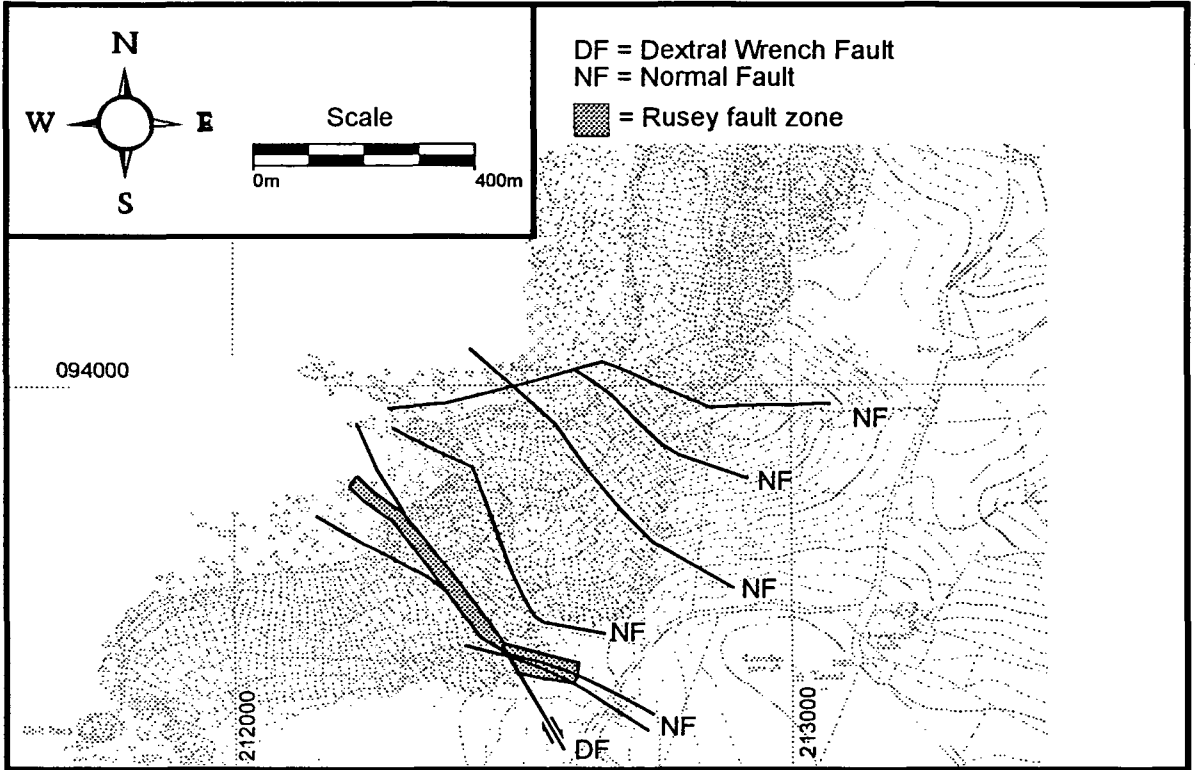 N
W E
S
Scale
0m 400m
DF = Dextral Wrench Fault
NF = Normal Fault
= Rusey fault zone
094000
NF
NF
NF
NF
NF
DF
212000
213000